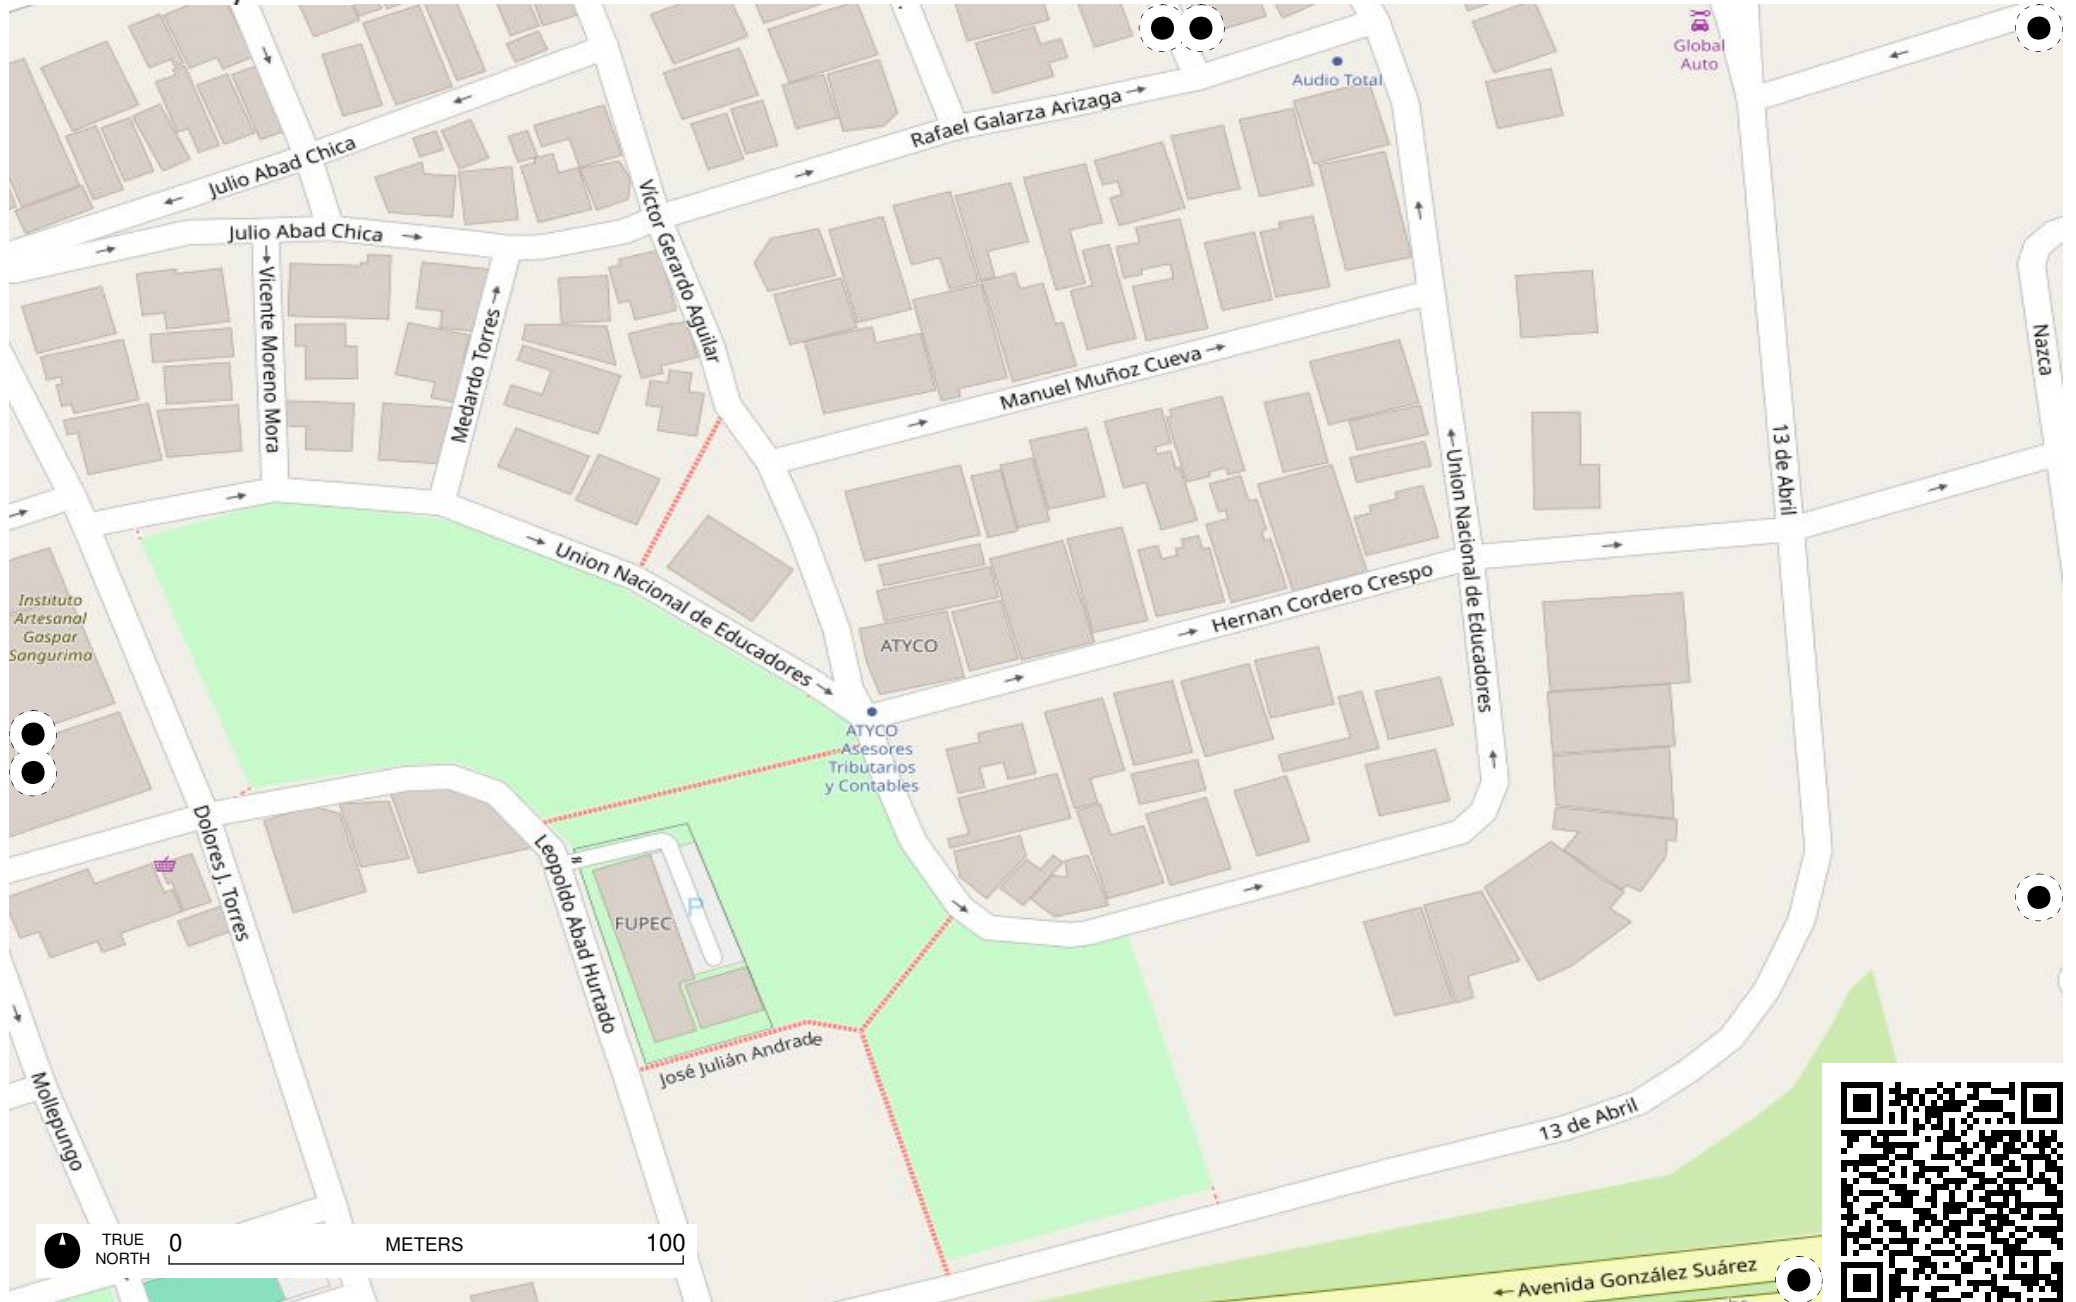 Global
Auto
Audio Total
Rafael Galarza Arizaga
Julio Abad Chica
Julio Abad Chica
Víctor Gerardo Aguilar
Vicente Moreno Mora
Medardo Torres
Manuel Muñoz Cueva
Nazca
13 de Abril
Union Nacional de Educadores
Union Nacional de Educadores
Hernan Cordero Crespo
Instituto
Artesanal
Gaspar
Sangurima
ATYCO
ATYCO
Asesores
Tributarios
y Contables
Dolores J. Torres
Leopoldo Abad Hurtado
P
FUPEC
José Julián Andrade
Mollepungo
13 de Abril
Avenida González Suárez
TRUE
NORTH
0 METERS 100